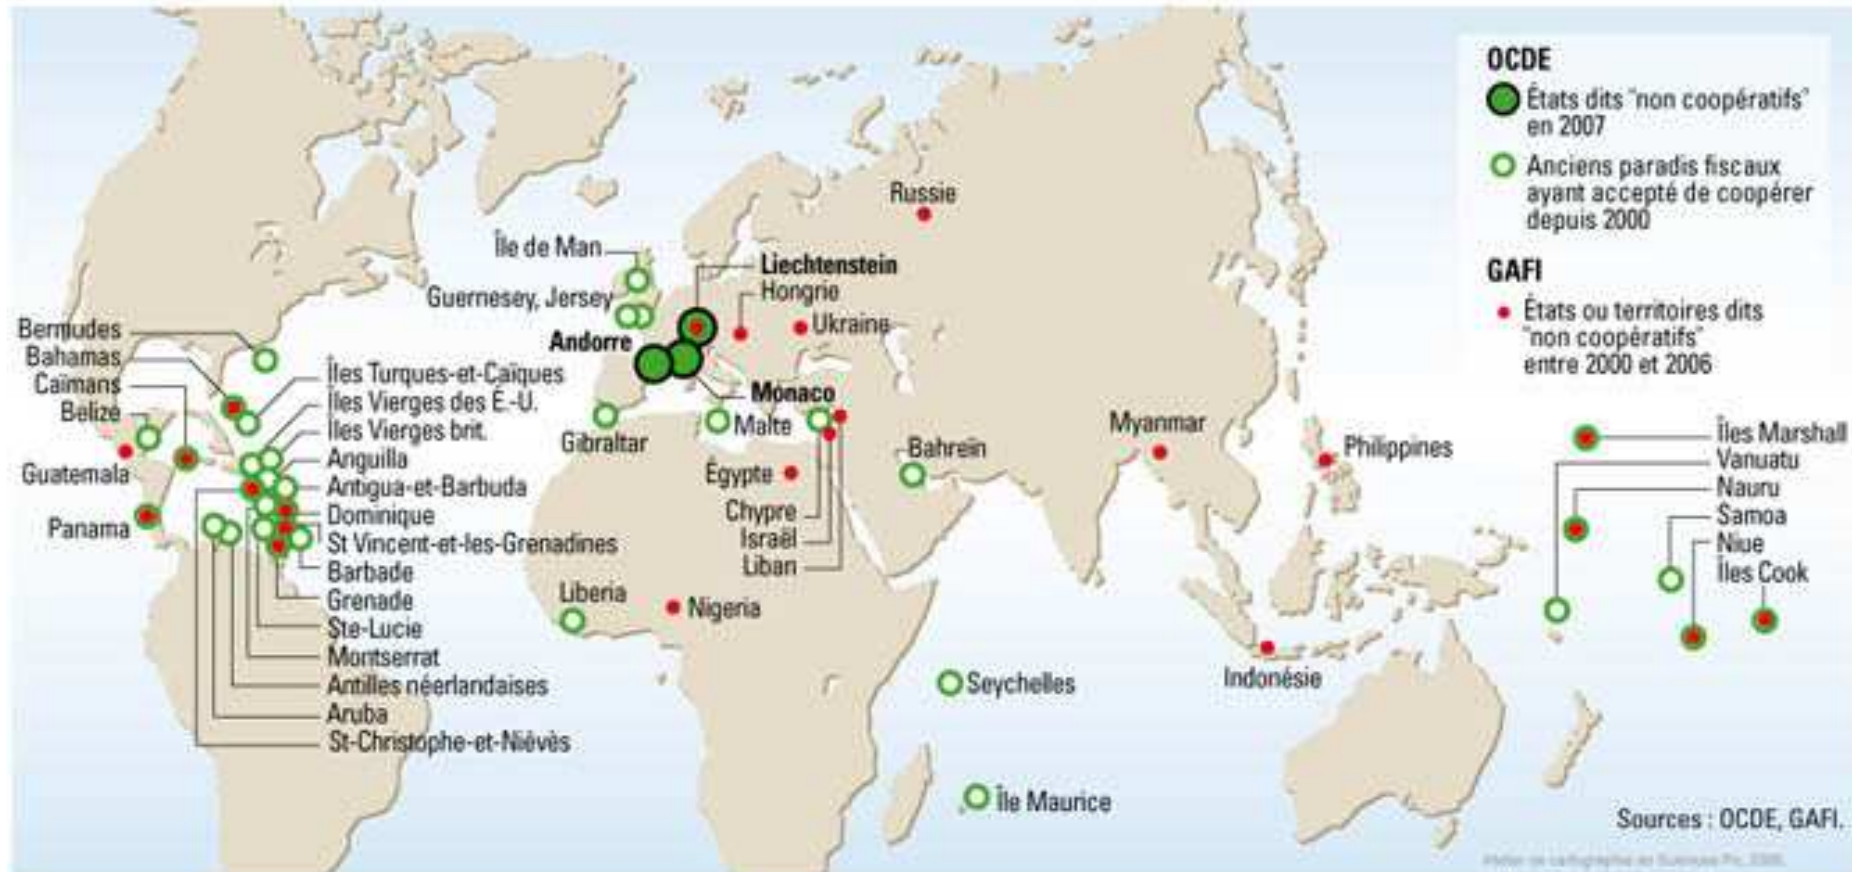 OCDE
États dits "non coopératifs"
en 2007
Anciens paradis fiscaux
ayant accepté de coopérer
depuis 2000
GAFI
États ou territoires dits
"non coopératifs"
entre 2000 et 2006
Russie
Île de Man
Liechtenstein
Hongrie
Guernesey, Jersey
Ukraine
Andorre
Monaco
Malte
Gibraltar
Bermudes
Bahamas
Caïmans
Belize
Guatemala
Panama
Îles Turques-et-Caïques
Îles Vierges des É.-U.
Îles Vierges brit.
Anguilla
Antigua-et-Barbuda
Dominique
St Vincent-et-les-Grenadines
Barbade
Grenade
Ste-Lucie
Montserrat
Antilles néerlandaises
Aruba
St-Christophe-et-Niévès
Égypte
Chypre
Israël
Liban
Bahreïn
Liberia
Nigeria
Seychelles
Île Maurice
Myanmar
Philippines
Indonésie
Îles Marshall
Vanuatu
Nauru
Samoa
Niue
Îles Cook
Sources : OCDE, GAFI.